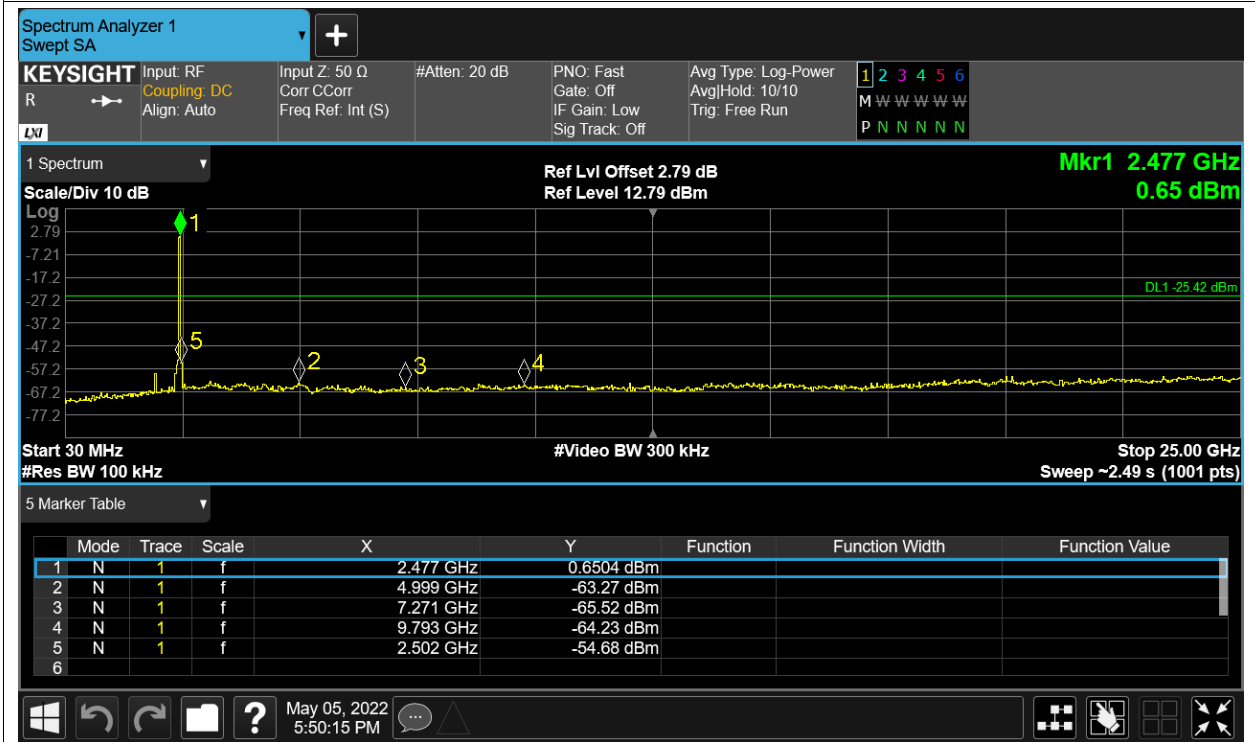 Spectrum Analyzer 1
Swept SA
+
KEYSIGHT
R
LXI
Input: RF
Coupling: DC
Align: Auto
Input Z: 50 Ω
Corr CCorr
Freq Ref: Int (S)
#Atten: 20 dB
PNO: Fast
Gate: Off
IF Gain: Low
Sig Track: Off
Avg Type: Log-Power
Avg|Hold: 10/10
Trig: Free Run
1 2 3 4 5 6
M W W W W W
P N N N N N
1 Spectrum
Scale/Div 10 dB
Ref Lvl Offset 2.79 dB
Ref Level 12.79 dBm
Mkr1 2.477 GHz
0.65 dBm
Log
2.79
-7.21
-17.2
-27.2
-37.2
-47.2
-57.2
-67.2
-77.2
1
5
2
3
4
DL1 -25.42 dBm
Start 30 MHz
#Video BW 300 kHz
Stop 25.00 GHz
#Res BW 100 kHz
Sweep ~2.49 s (1001 pts)
5 Marker Table
Mode Trace Scale X Y Function Function Width Function Value
1 N 1 f 2.477 GHz 0.6504 dBm
2 N 1 f 4.999 GHz -63.27 dBm
3 N 1 f 7.271 GHz -65.52 dBm
4 N 1 f 9.793 GHz -64.23 dBm
5 N 1 f 2.502 GHz -54.68 dBm
6
?
May 05, 2022
5:50:15 PM